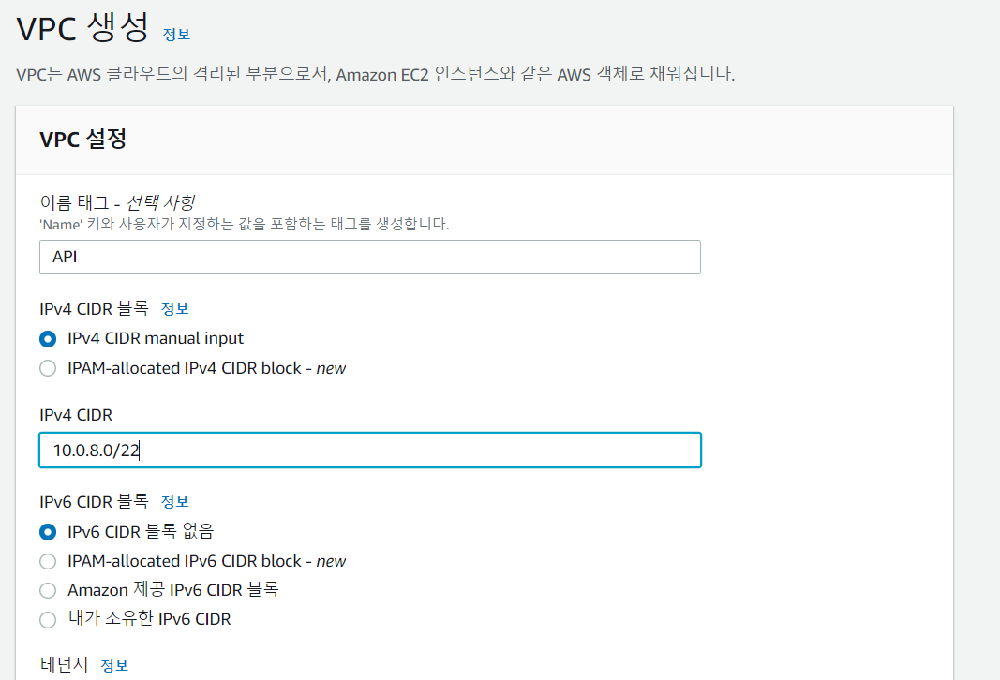 VPC 생성 정보
VPC는 AWS 클라우드의 격리된 부분으로서, Amazon EC2 인스턴스와 같은 AWS 객체로 채워집니다.
VPC 설정
이름 태그 - 선택 사항
'Name' 키와 사용자가 지정하는 값을 포함하는 태그를 생성합니다.
API
IPv4 CIDR 블록 정보
IPv4 CIDR manual input
IPAM-allocated IPv4 CIDR block - new
IPv4 CIDR
10.0.8.0/22
IPv6 CIDR 블록 정보
IPv6 CIDR 블록 없음
IPAM-allocated IPv6 CIDR block - new
Amazon 제공 IPv6 CIDR 블록
내가 소유한 IPv6 CIDR
테넌시 정보